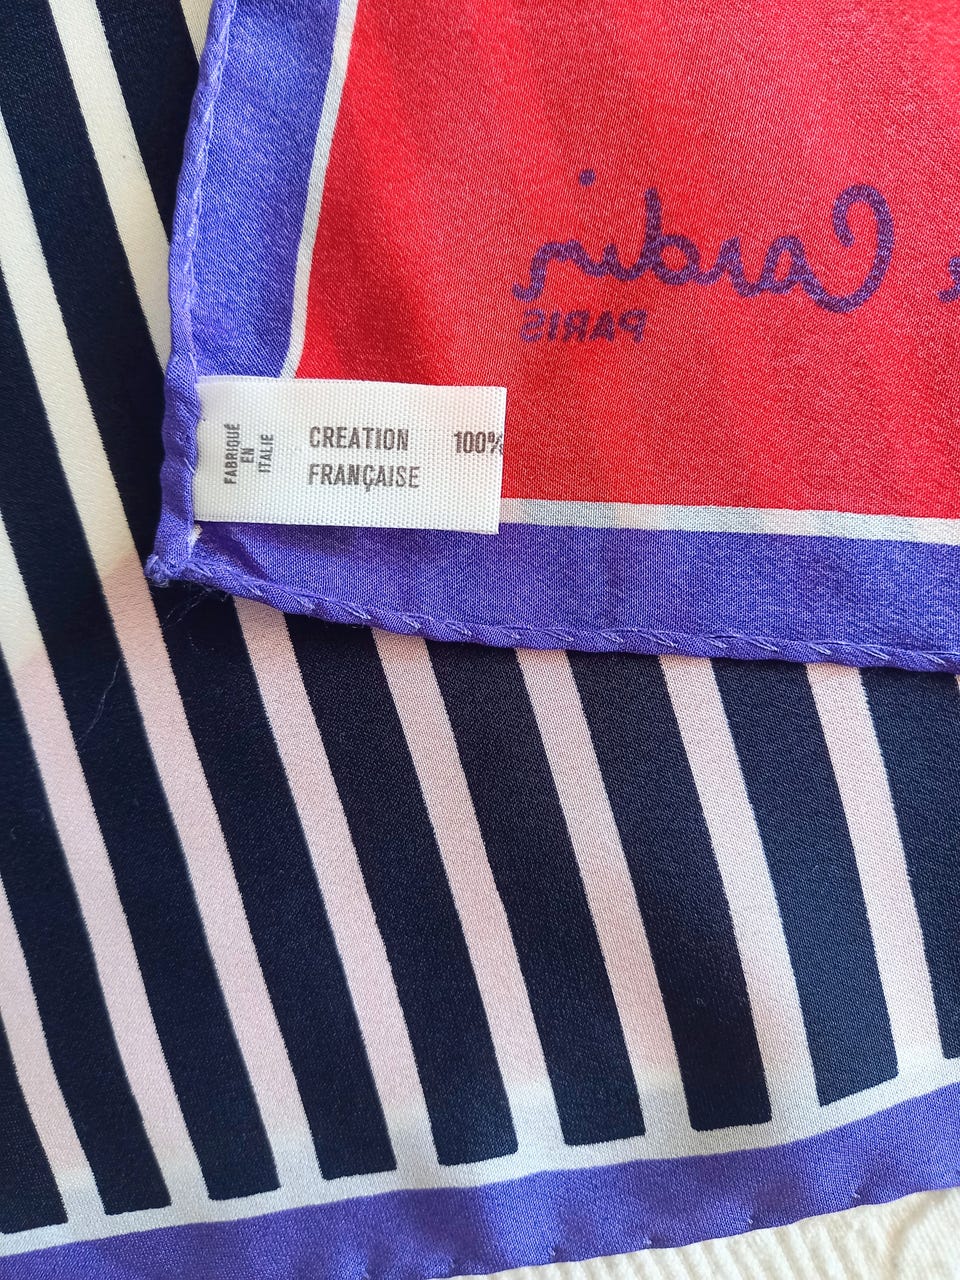 Cardin
PARIS
FABRIQUÉ
EN
ITALIE
CREATION 100%
FRANÇAISE